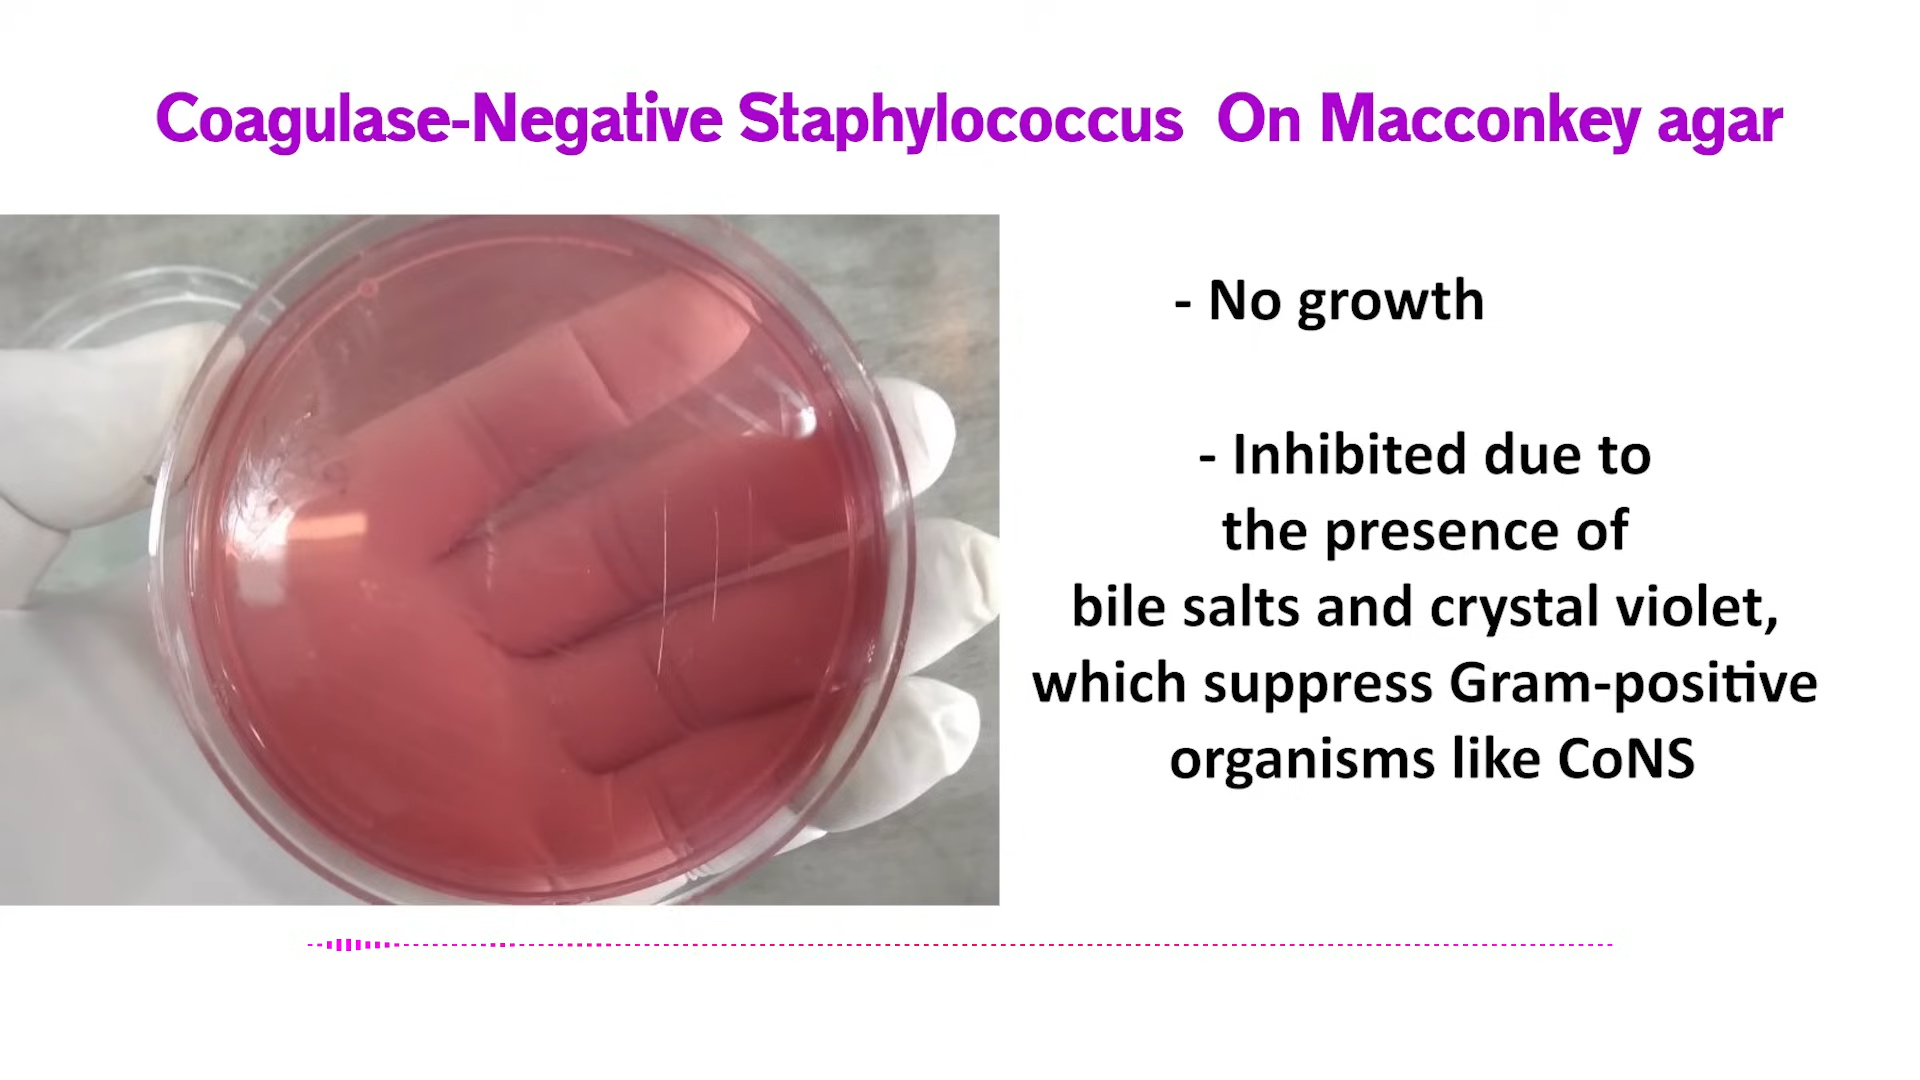 Coagulase-Negative Staphylococcus On Macconkey agar
- No growth
- Inhibited due to
the presence of
bile salts and crystal violet,
which suppress Gram-positive
organisms like CoNS